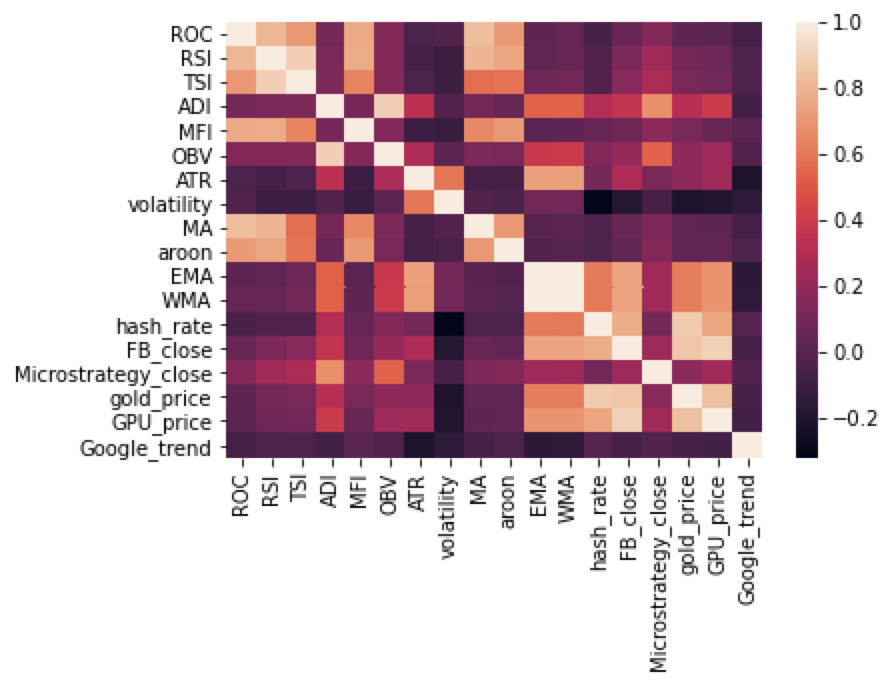 ROC
RSI
TSI
ADI
MFI
OBV
ATR
volatility
MA
aroon
EMA
WMA
hash_rate
FB_close
Microstrategy_close
gold_price
GPU_price
Google_trend
ROC
RSI
TSI
ADI
MFI
OBV
ATR
volatility
MA
aroon
EMA
WMA
hash_rate
FB_close
Microstrategy_close
gold_price
GPU_price
Google_trend
1.0
0.8
0.6
0.4
0.2
0.0
−0.2